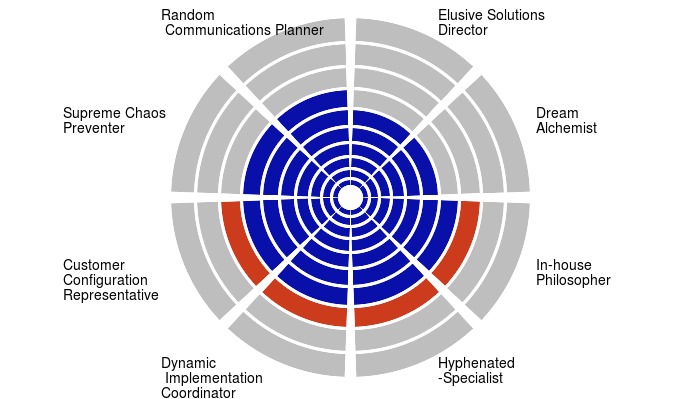 Random
Communications Planner
Elusive Solutions
Director
Supreme Chaos
Preventer
Dream
Alchemist
Customer
Configuration
Representative
In-house
Philosopher
Dynamic
Implementation
Coordinator
Hyphenated
-Specialist